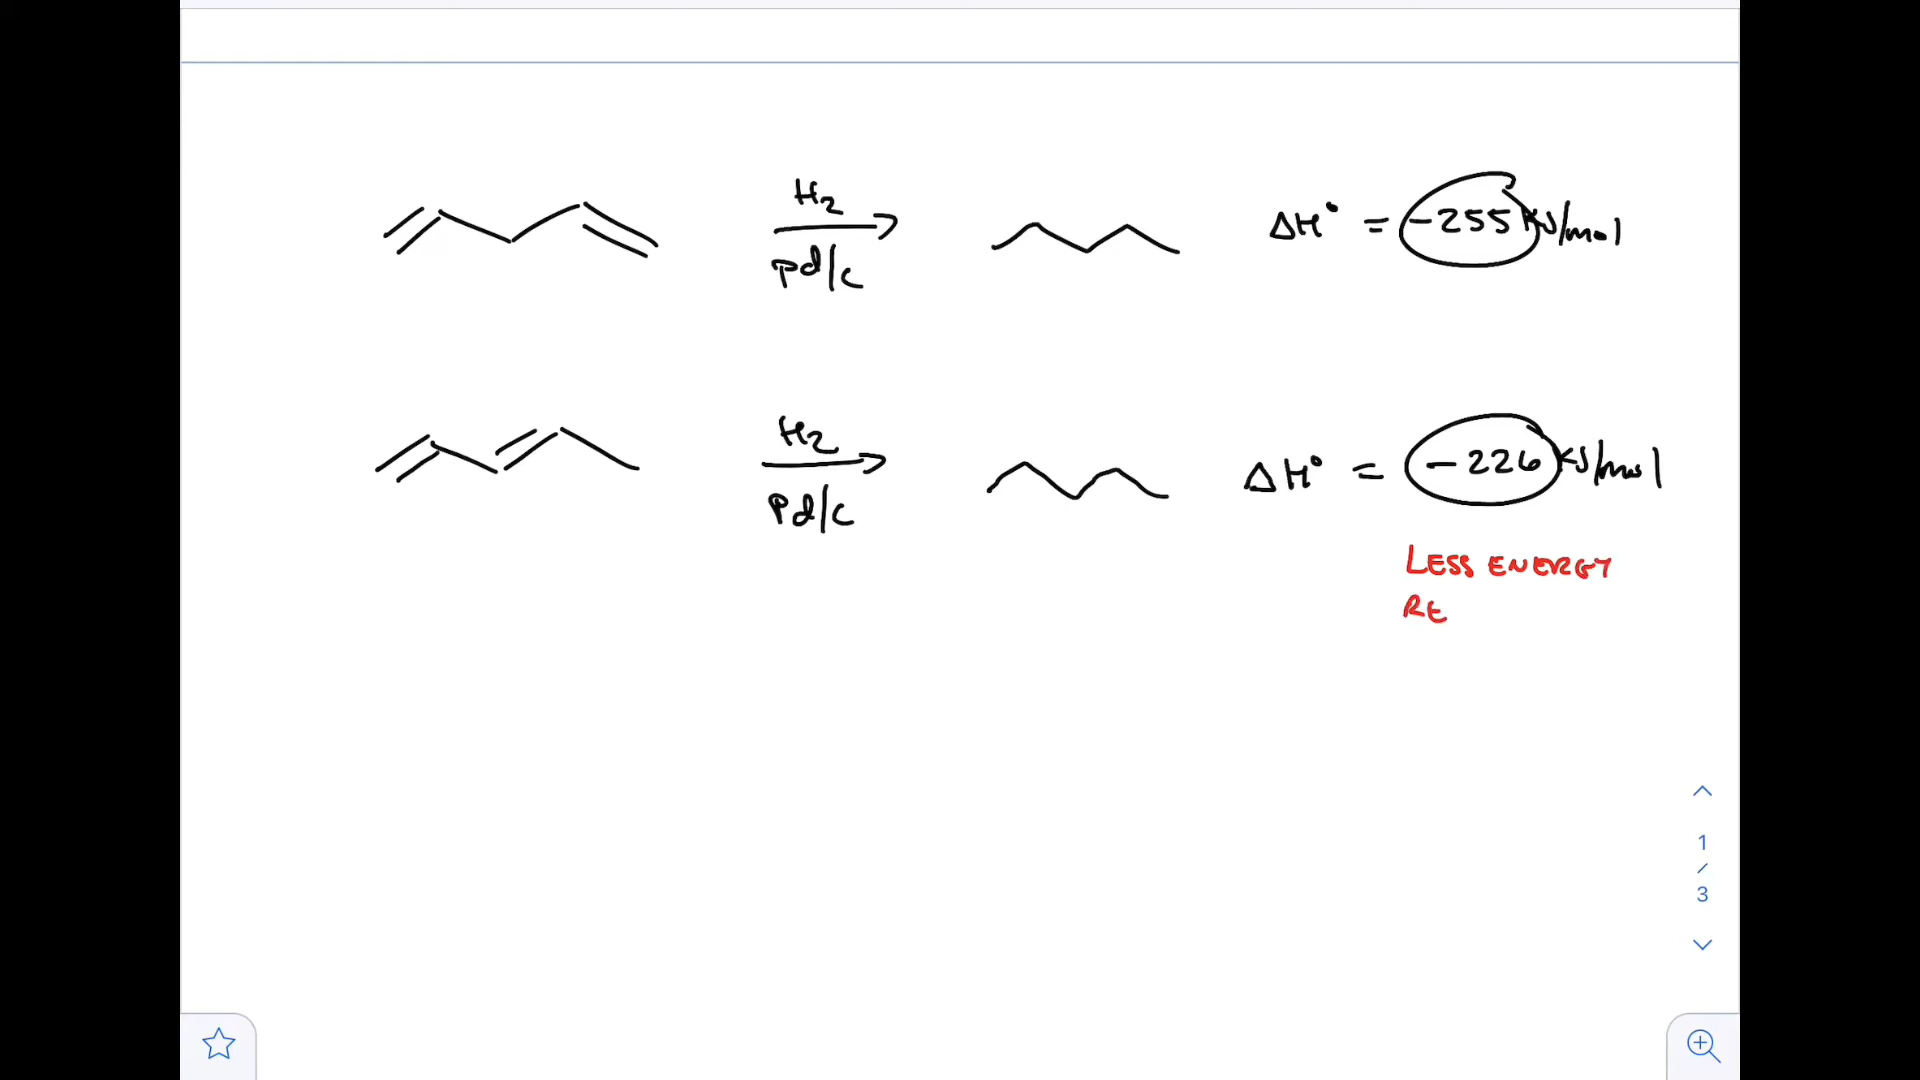 H2
Pd/C
ΔH° = -255 KJ/mol
H2
Pd/C
ΔH° = -226 KJ/mol
LESS ENERGY
RE
1
/
3